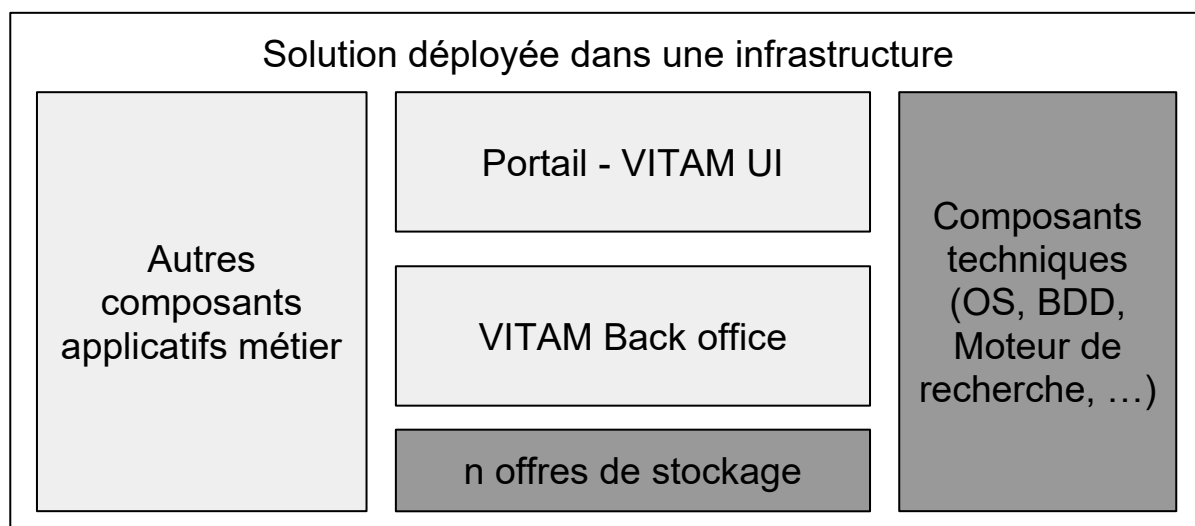 Solution déployée dans une infrastructure
Autres
composants
applicatifs métier
Portail - VITAM UI
VITAM Back office
n offres de stockage
Composants
techniques
(OS, BDD,
Moteur de
recherche, …)